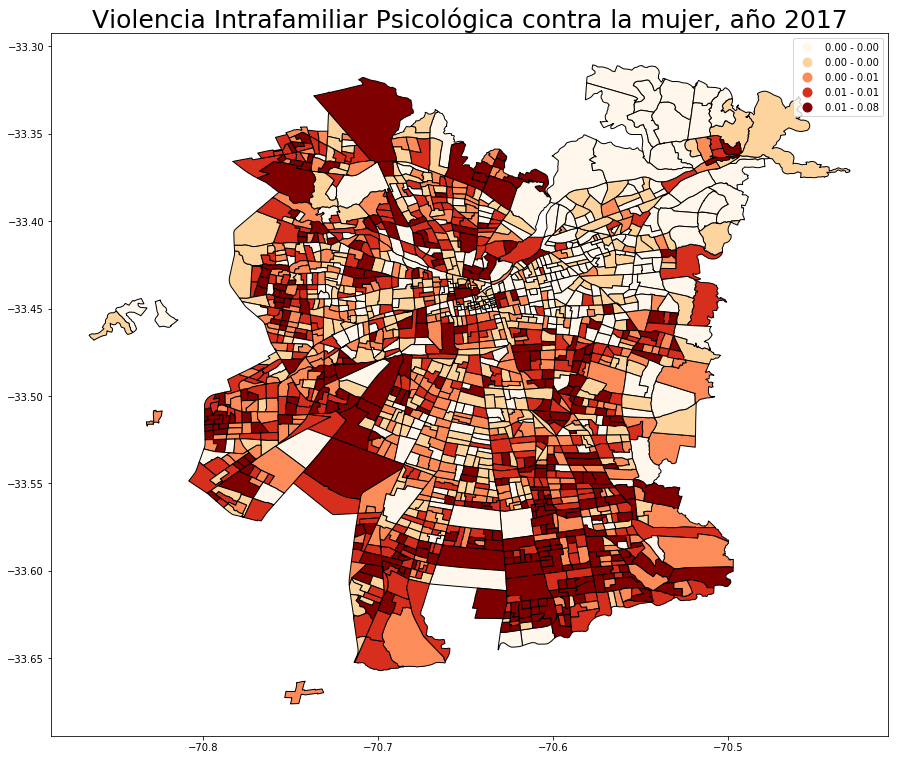 Violencia Intrafamiliar Psicológica contra la mujer, año 2017
0.00 - 0.00
0.00 - 0.00
0.00 - 0.01
0.01 - 0.01
0.01 - 0.08
−33.30
−33.35
−33.40
−33.45
−33.50
−33.55
−33.60
−33.65
−70.8
−70.7
−70.6
−70.5